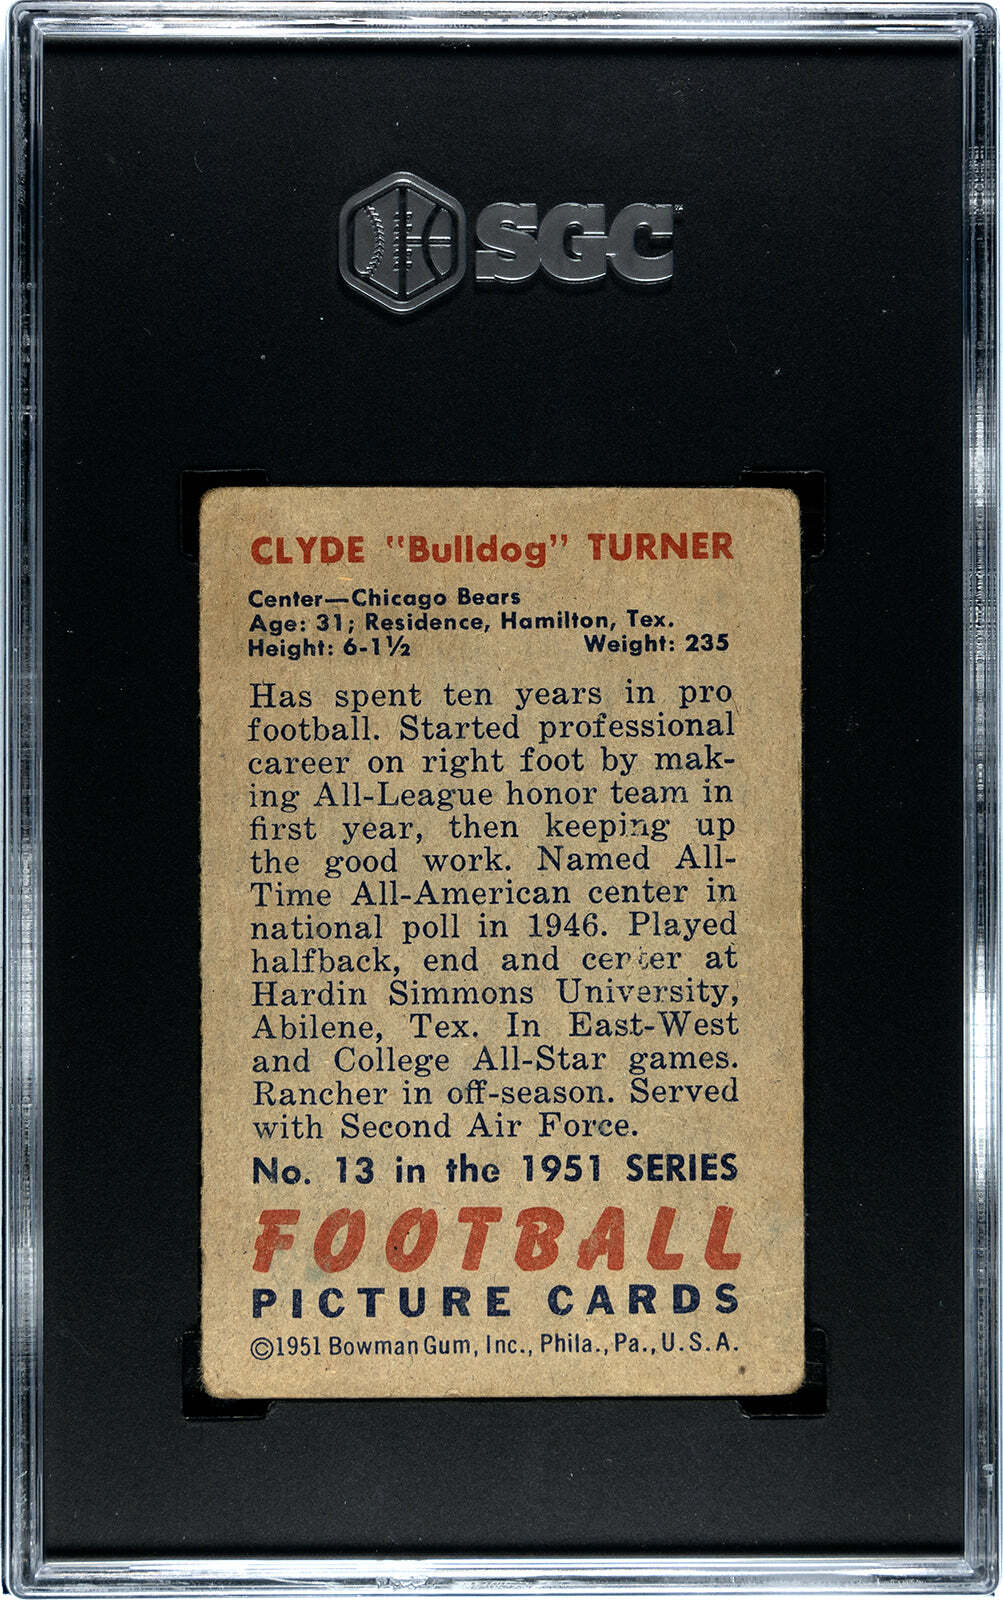 SGC™
CLYDE "Bulldog" TURNER
Center—Chicago Bears
Age: 31; Residence, Hamilton, Tex.
Height: 6-1½ Weight: 235
Has spent ten years in pro
football. Started professional
career on right foot by mak-
ing All-League honor team in
first year, then keeping up
the good work. Named All-
Time All-American center in
national poll in 1946. Played
halfback, end and center at
Hardin Simmons University,
Abilene, Tex. In East-West
and College All-Star games.
Rancher in off-season. Served
with Second Air Force.
No. 13 in the 1951 SERIES
FOOTBALL
PICTURE CARDS
©1951 Bowman Gum, Inc., Phila., Pa., U.S.A.